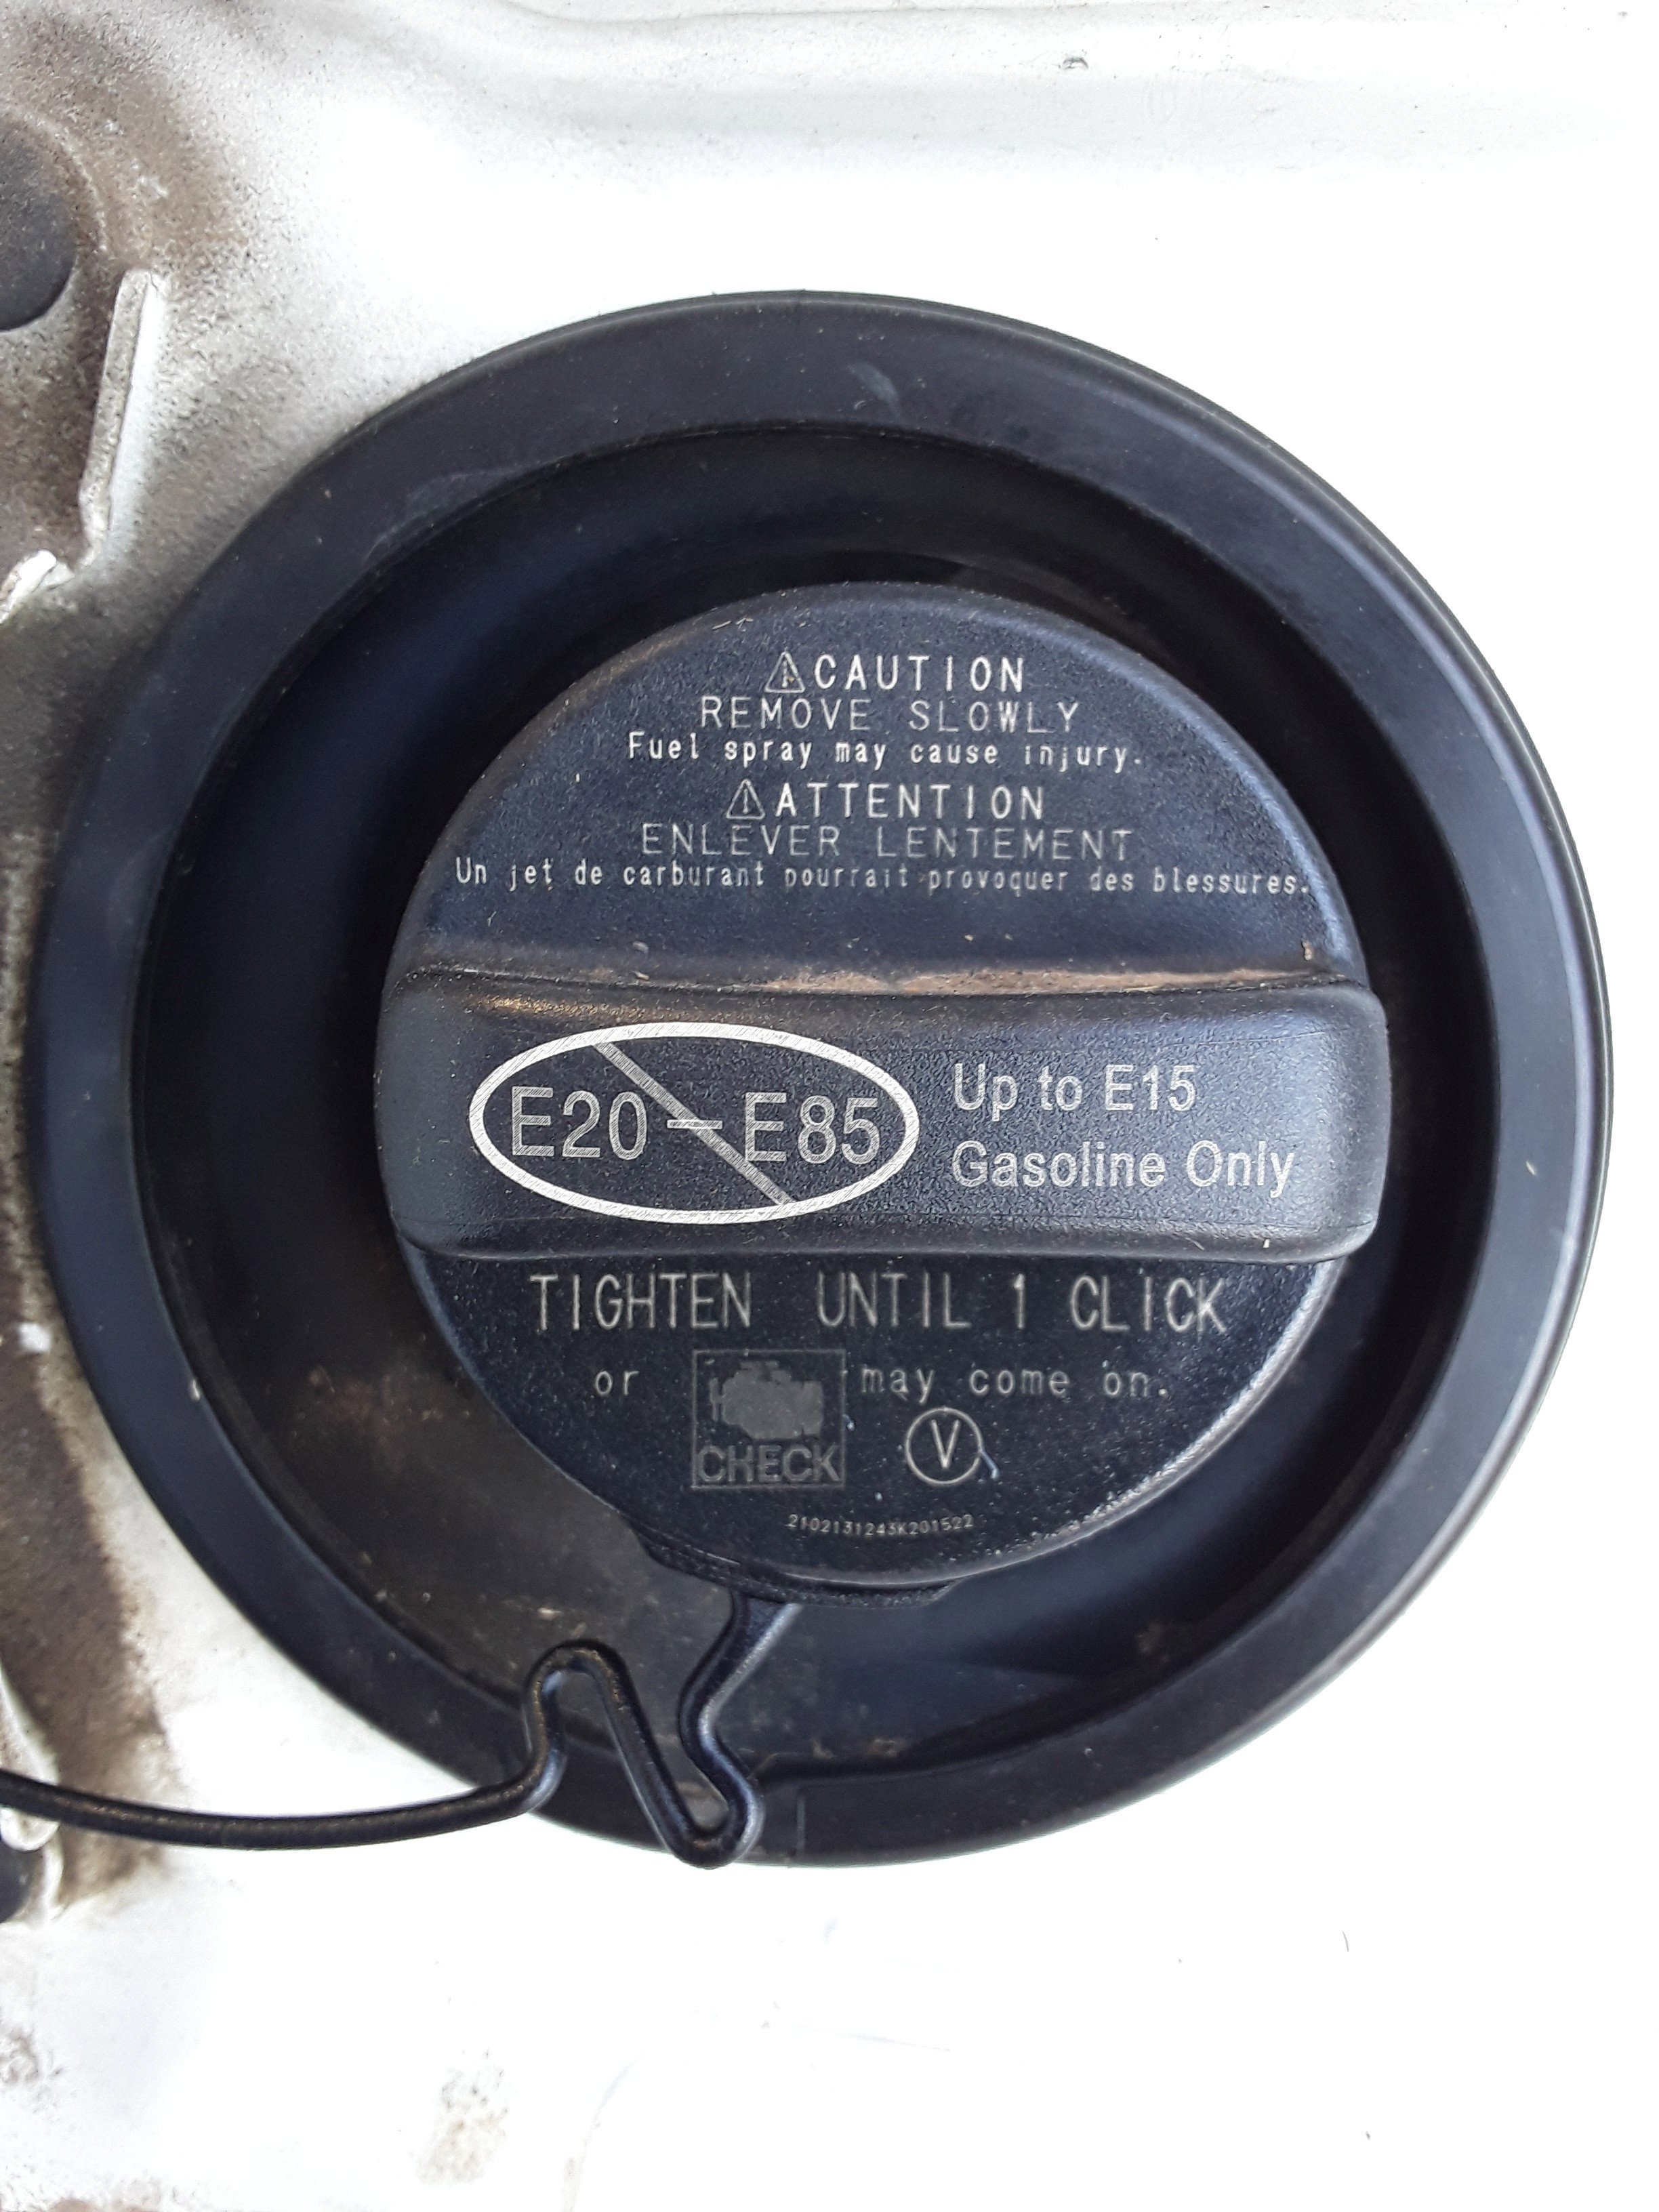 ⚠CAUTION
REMOVE SLOWLY
Fuel spray may cause injury.
⚠ATTENTION
ENLEVER LENTEMENT
Un jet de carburant pourrait provoquer des blessures.
E20-E85 Up to E15
Gasoline Only
TIGHTEN UNTIL 1 CLICK
or CHECK may come on.
V
2102131243K201522